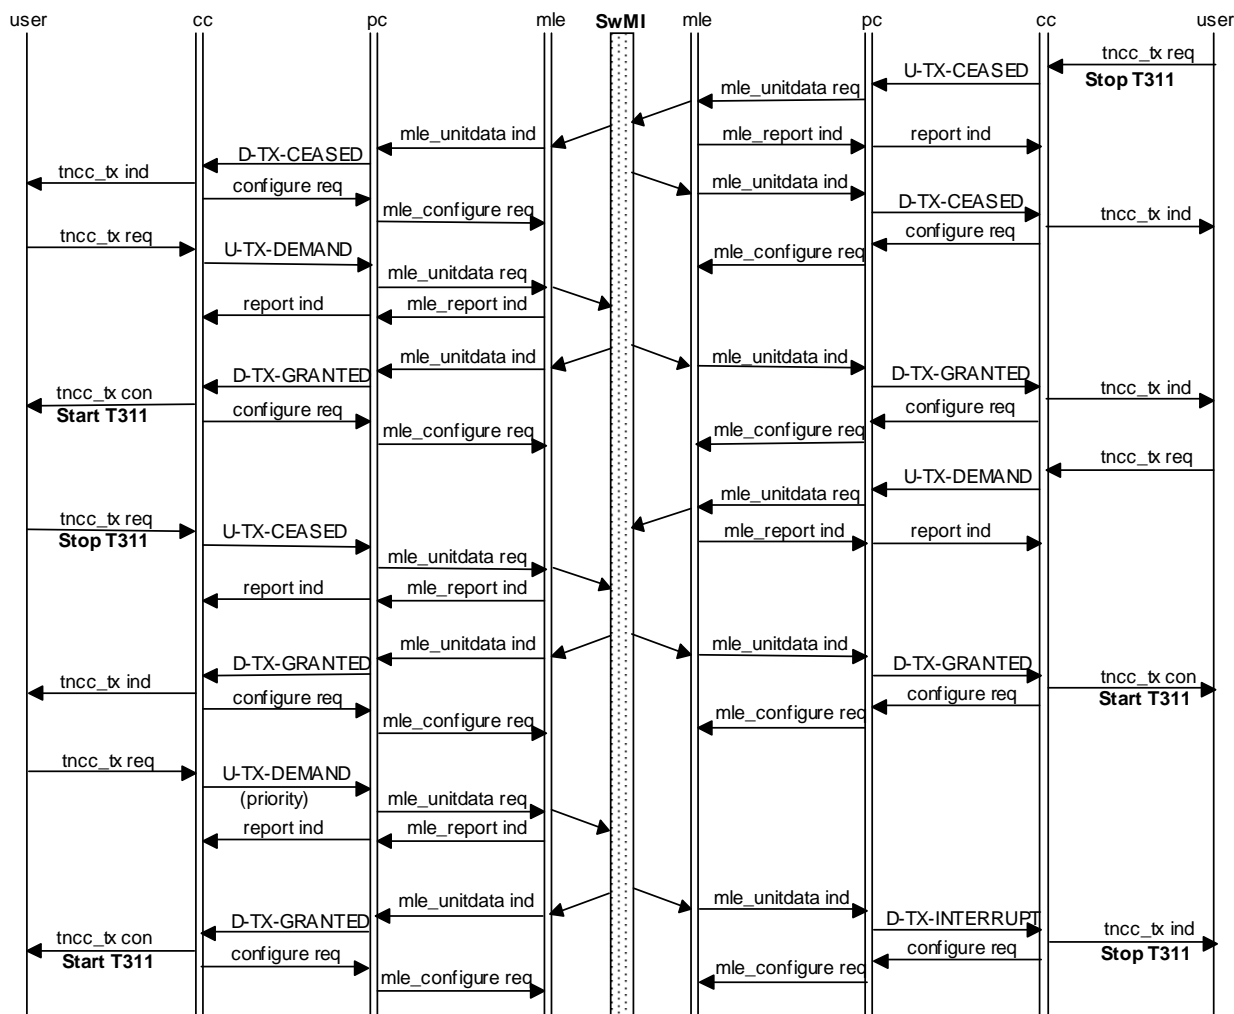 user cc pc mle SwMI mle pc cc user
tncc_tx req
U-TX-CEASED
Stop T311
mle_unitdata req
mle_unitdata ind
mle_report ind
report ind
D-TX-CEASED
tncc_tx ind
configure req
mle_unitdata ind
D-TX-CEASED
mle_configure req
tncc_tx ind
tncc_tx req
configure req
U-TX-DEMAND
mle_configure req
mle_unitdata req
report ind
mle_report ind
mle_unitdata ind
mle_unitdata ind
D-TX-GRANTED
D-TX-GRANTED
tncc_tx con
tncc_tx ind
Start T311
configure req
configure req
mle_configure req
mle_configure req
tncc_tx req
U-TX-DEMAND
mle_unitdata req
tncc_tx req
Stop T311
U-TX-CEASED
mle_report ind
report ind
mle_unitdata req
report ind
mle_report ind
mle_unitdata ind
mle_unitdata ind
D-TX-GRANTED
D-TX-GRANTED
tncc_tx ind
tncc_tx con
configure req
configure req
Start T311
mle_configure req
mle_configure req
tncc_tx req
U-TX-DEMAND
(priority)
mle_unitdata req
report ind
mle_report ind
mle_unitdata ind
mle_unitdata ind
D-TX-GRANTED
D-TX-INTERRUPT
tncc_tx con
tncc_tx ind
Start T311
configure req
configure req
Stop T311
mle_configure req
mle_configure req